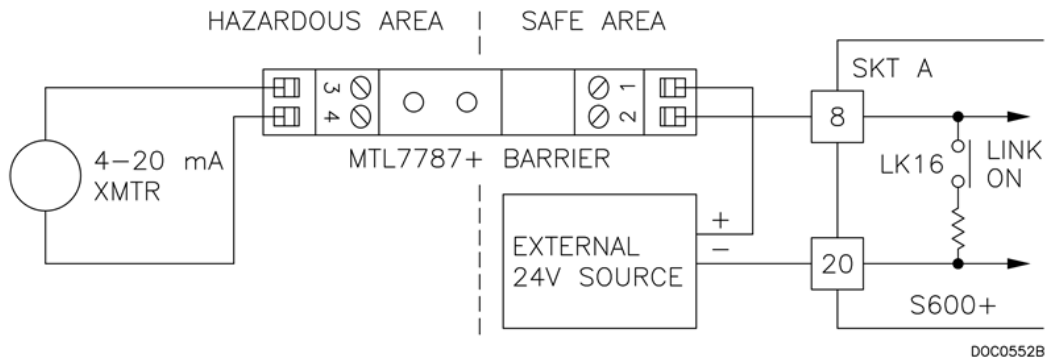 HAZARDOUS AREA
SAFE AREA
SKT A
3
4
1
2
8
MTL7787+ BARRIER
4-20 mA
XMTR
LK16
LINK
ON
+
-
EXTERNAL
24V SOURCE
20
S600+
DOC0552B